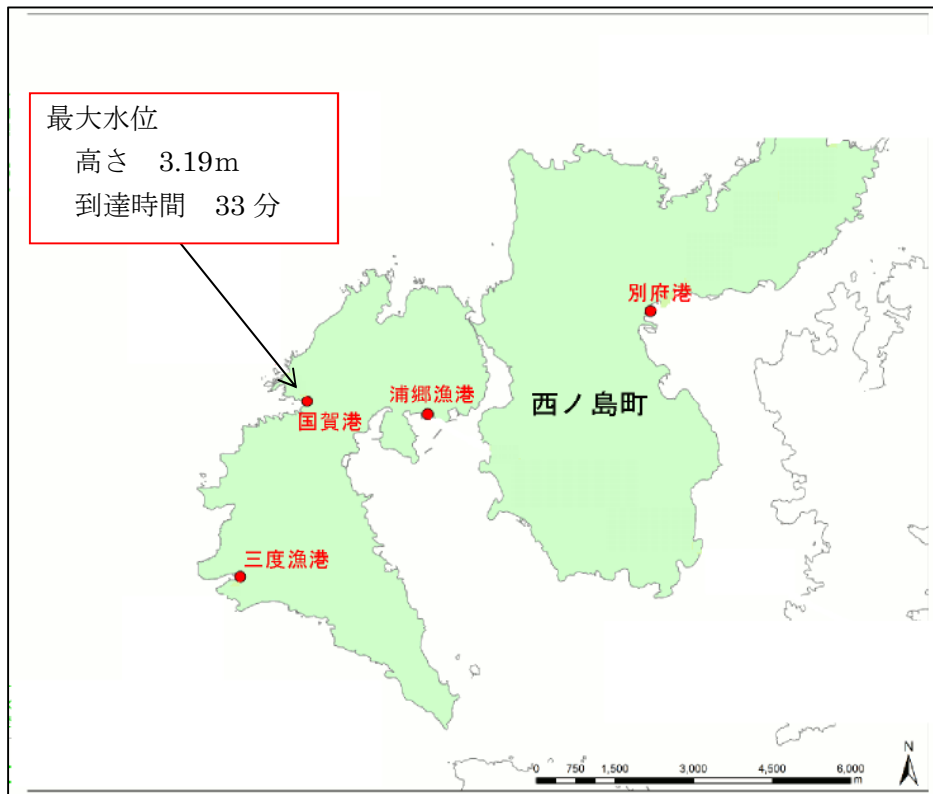 最大水位
高さ 3.19m
到達時間 33分
別府港
浦郷漁港
西ノ島町
国賀港
三度漁港
N
0 750 1,500 3,000 4,500 6,000
m